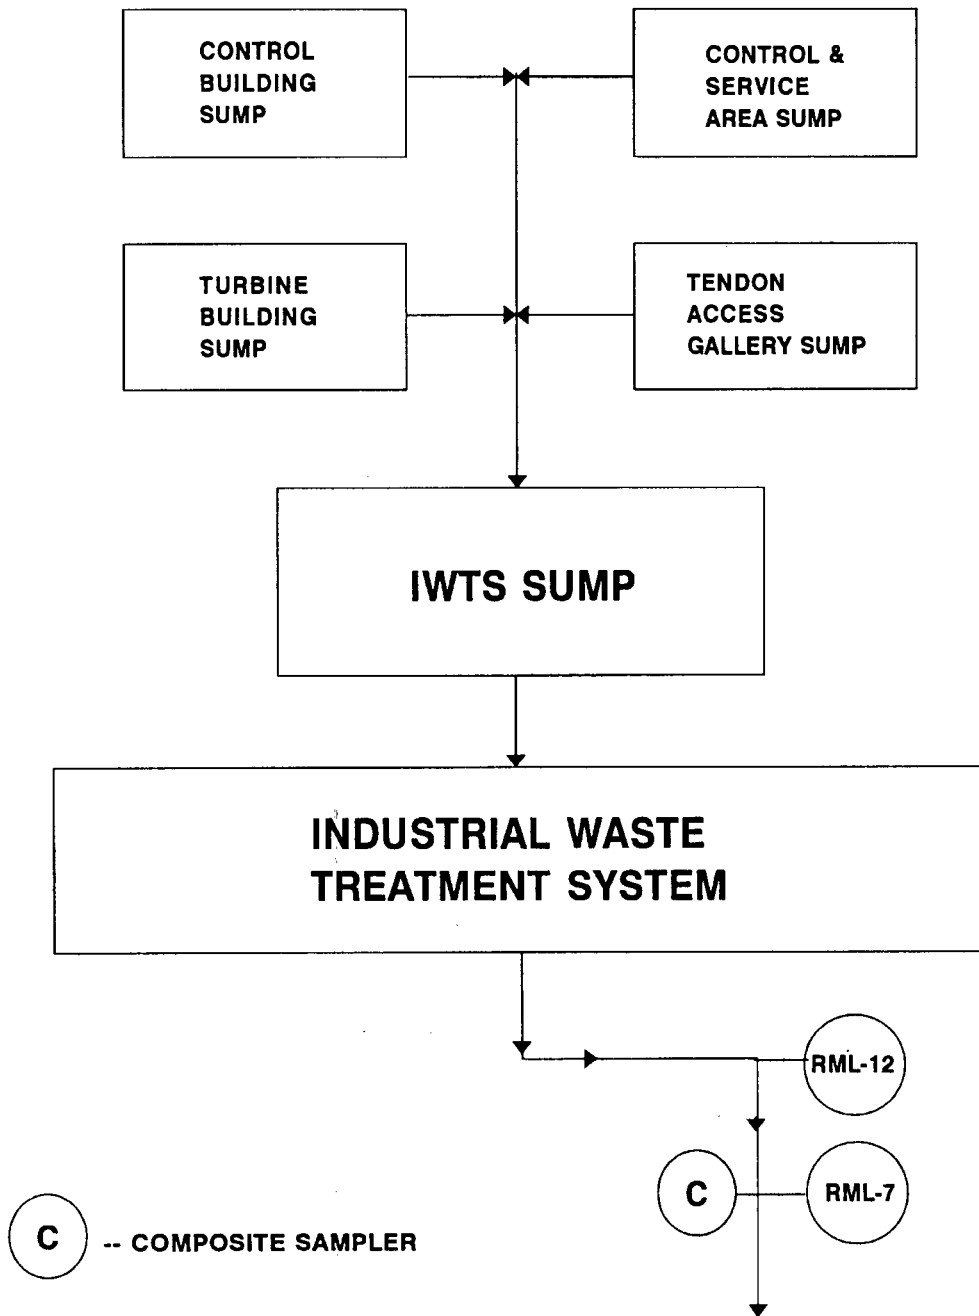 CONTROL
BUILDING
SUMP
CONTROL &
SERVICE
AREA SUMP
TURBINE
BUILDING
SUMP
TENDON
ACCESS
GALLERY SUMP
IWTS SUMP
INDUSTRIAL WASTE
TREATMENT SYSTEM
RML-12
C
RML-7
C
-- COMPOSITE SAMPLER